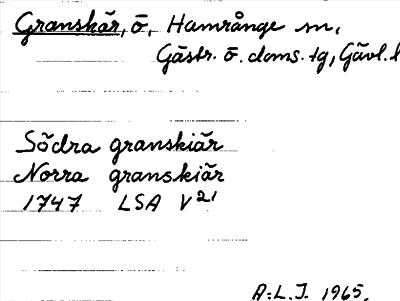 Granskär, ö, Hamrånge sn,
Gästr. ö. doms. tg, Gävl. l
Södra granskiär
Norra granskiär
1747 LSA V21
A.L.J. 1965.